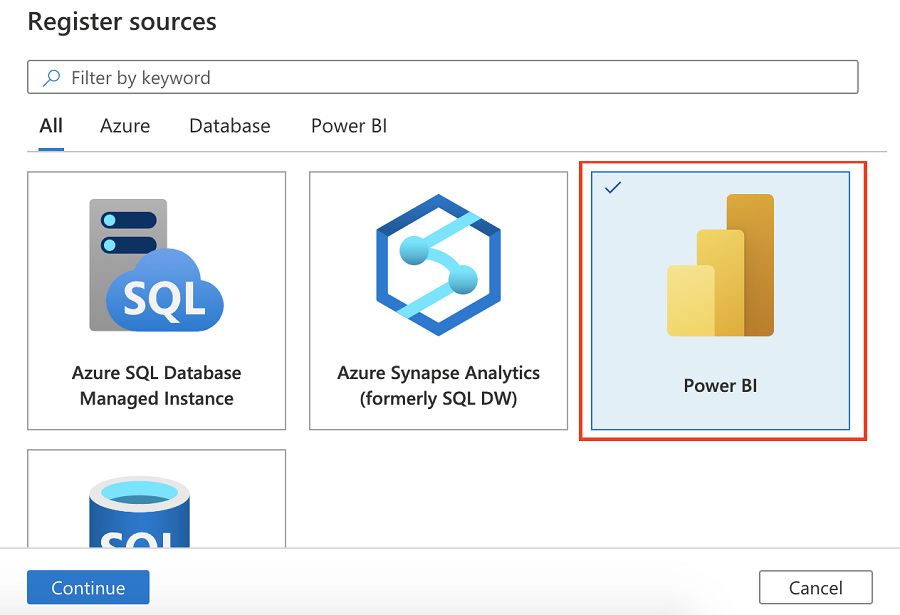 Register sources
Filter by keyword
All Azure Database Power BI
SQL
Azure SQL Database
Managed Instance
Azure Synapse Analytics
(formerly SQL DW)
Power BI
SQL
Continue Cancel